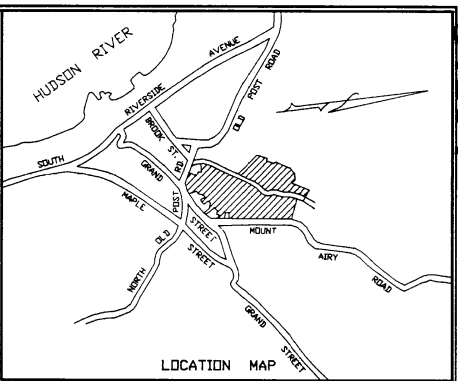 HUDSON RIVER
SOUTH
RIVERSIDE
AVENUE
OLD
POST
ROAD
BROOK ST.
GRAND
MAPLE
STREET
NORTH
OLD
POST
RD.
STREET
MOUNT
AIRY
ROAD
GRAND
STREET
LOCATION MAP